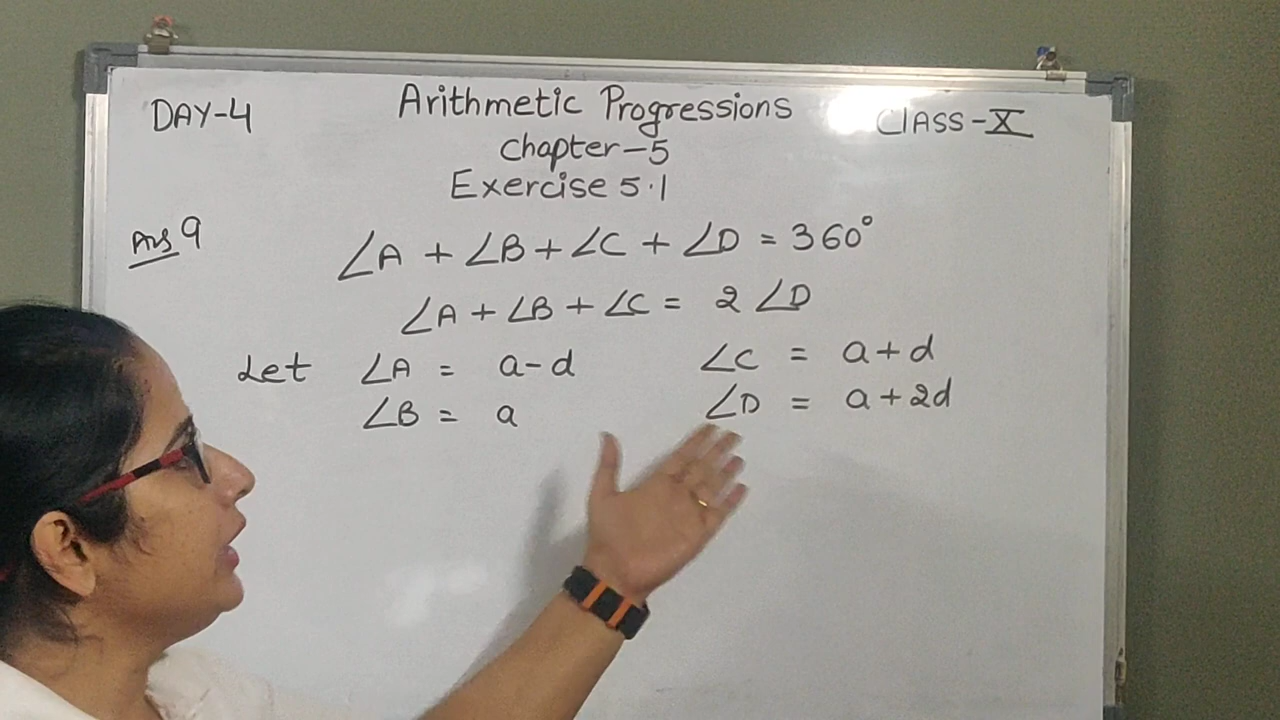 DAY-4 Arithmetic Progressions CLASS-X
Chapter-5
Exercise 5.1
Ans 9 ∠A + ∠B + ∠C + ∠D = 360°
∠A + ∠B + ∠C = 2 ∠D
Let ∠A = a-d ∠C = a+d
∠B = a ∠D = a+2d